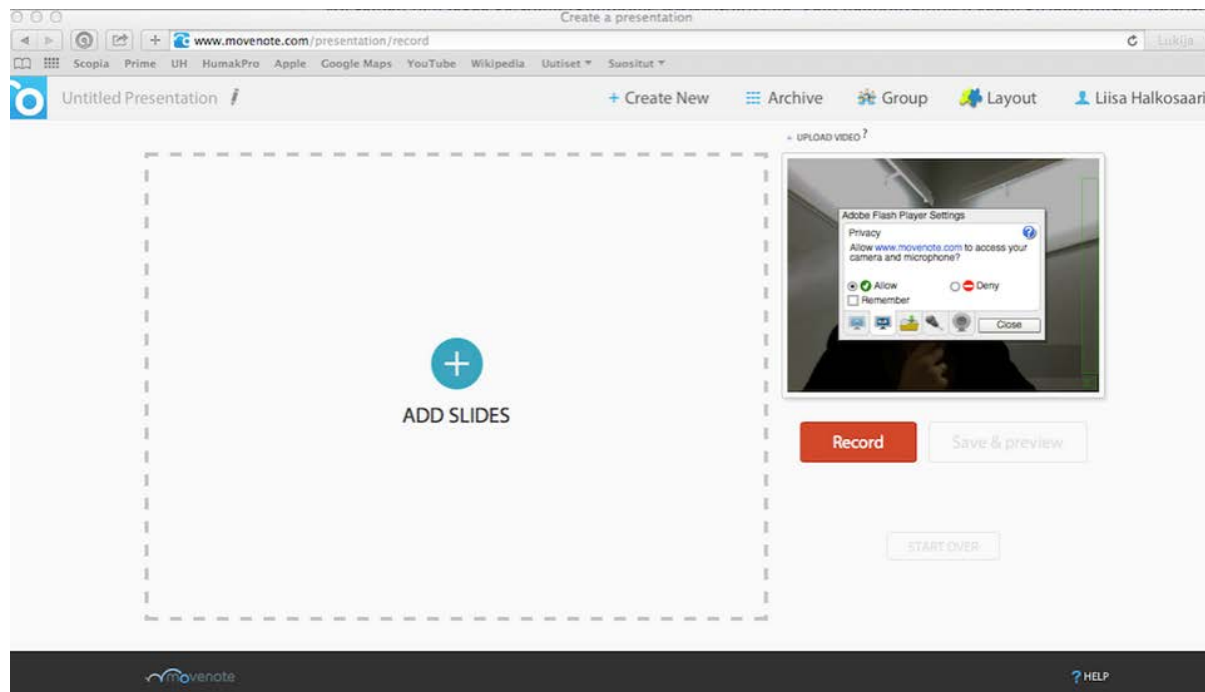 Create a presentation
www.movenote.com/presentation/record
Lukija
Scopia Prime UH HumakPro Apple Google Maps YouTube Wikipedia Uutiset Suositut
Untitled Presentation
+ Create New Archive Group Layout Liisa Halkosaari
+ UPLOAD VIDEO ?
Adobe Flash Player Settings
Privacy
Allow www.movenote.com to access your
camera and microphone?
Allow Deny
Remember
Close
ADD SLIDES
Record Save & preview
START OVER
movenote
? HELP